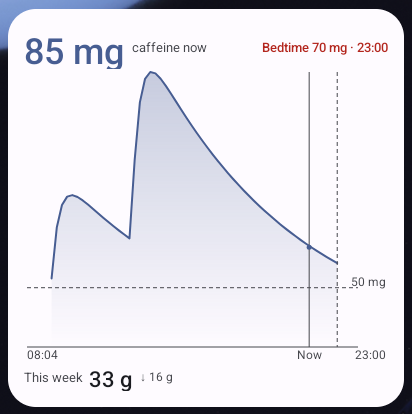 85 mg caffeine now Bedtime 70 mg · 23:00
50 mg
08:04 Now 23:00
This week 33 g ↓ 16 g